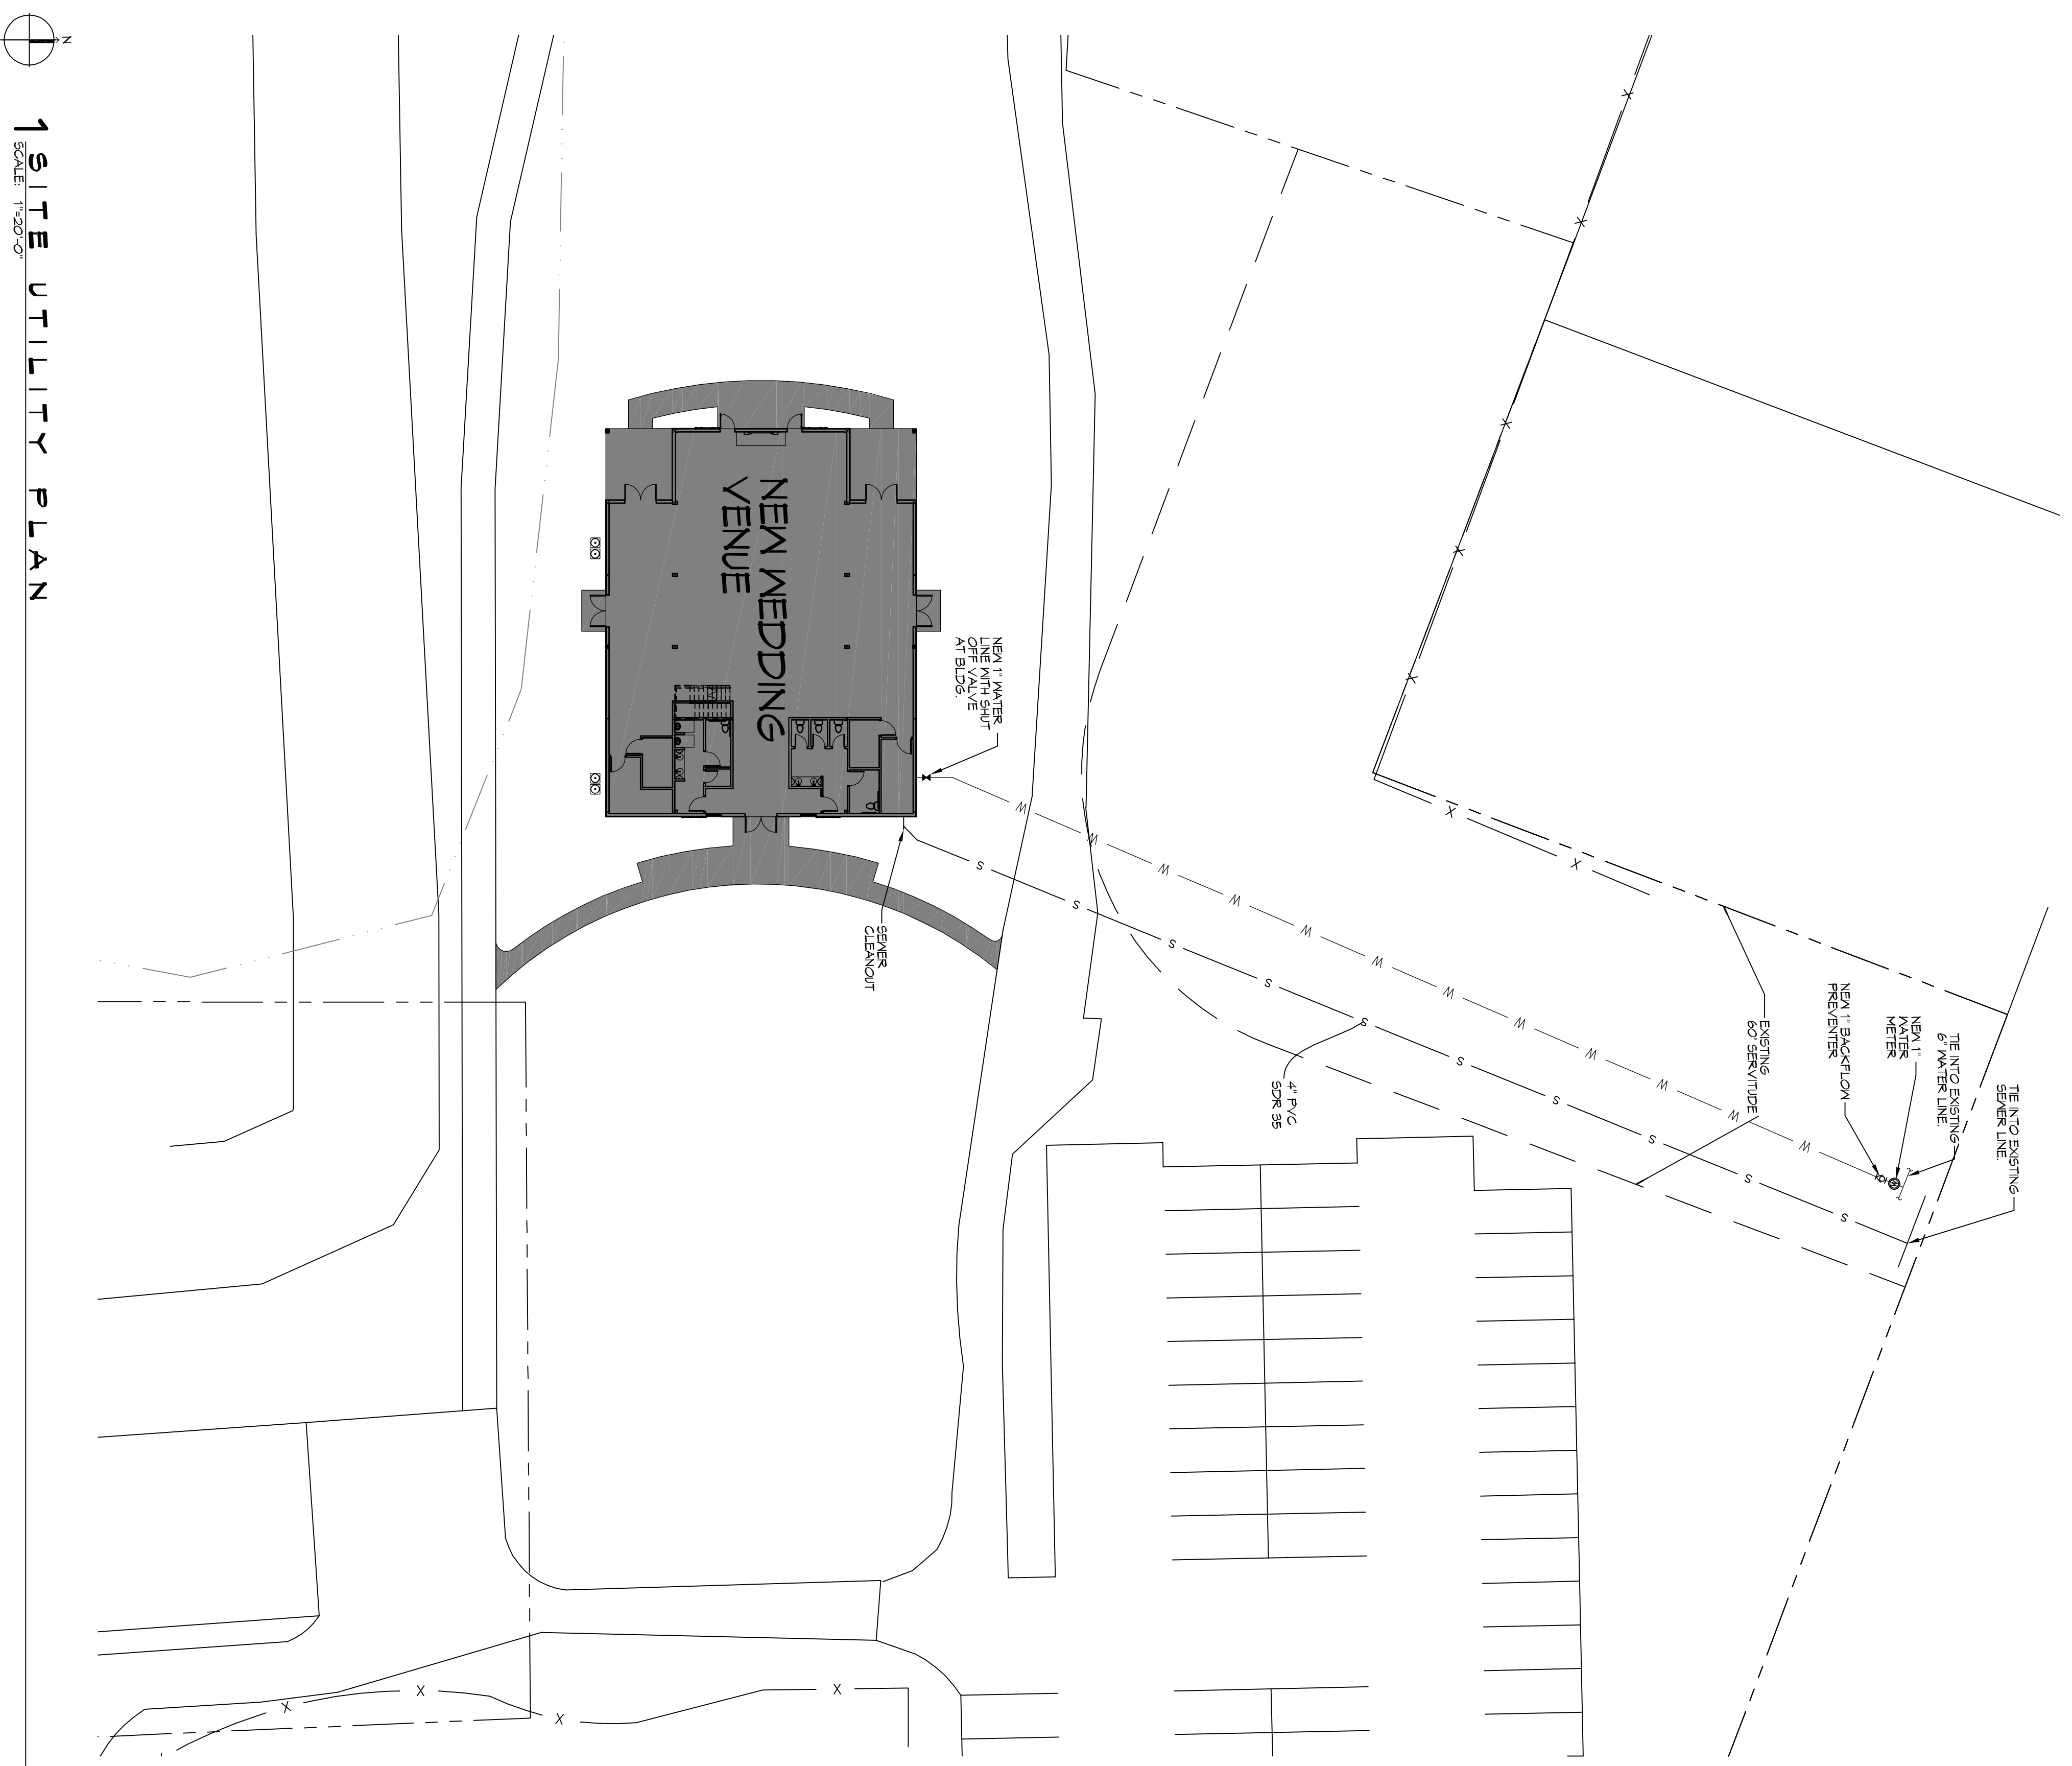 N
1 SITE UTILITY PLAN
SCALE: 1"=20'-0"
NEW WEDDING
VENUE
NEW 1" WATER
LINE WITH SHUT
OFF VALVE
AT BLDG.
SEWER
CLEANOUT
4" PVC
SDR 35
EXISTING
60' SERVITUDE
NEW 1" BACKFLOW
PREVENTER
NEW 1"
WATER
METER
TIE INTO EXISTING
6" WATER LINE.
TIE INTO EXISTING
SEWER LINE.
W
W
W
W
W
W
W
W
W
W
W
W
S
S
S
S
S
S
S
S
S
S
X
X
X
X
X
X
X
X
X
X
X